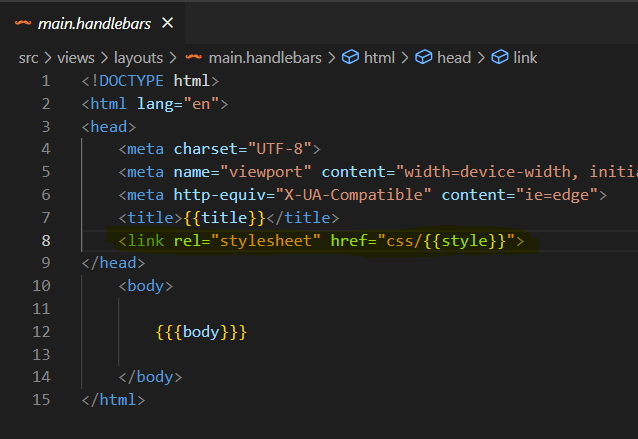 main.handlebars ×
src > views > layouts > main.handlebars > html > head > link
1 <!DOCTYPE html>
2 <html lang="en">
3 <head>
4 <meta charset="UTF-8">
5 <meta name="viewport" content="width=device-width, initia
6 <meta http-equiv="X-UA-Compatible" content="ie=edge">
7 <title>{{title}}</title>
8 <link rel="stylesheet" href="css/{{style}}">
9 </head>
10 <body>
11
12 {{{body}}}
13
14 </body>
15 </html>